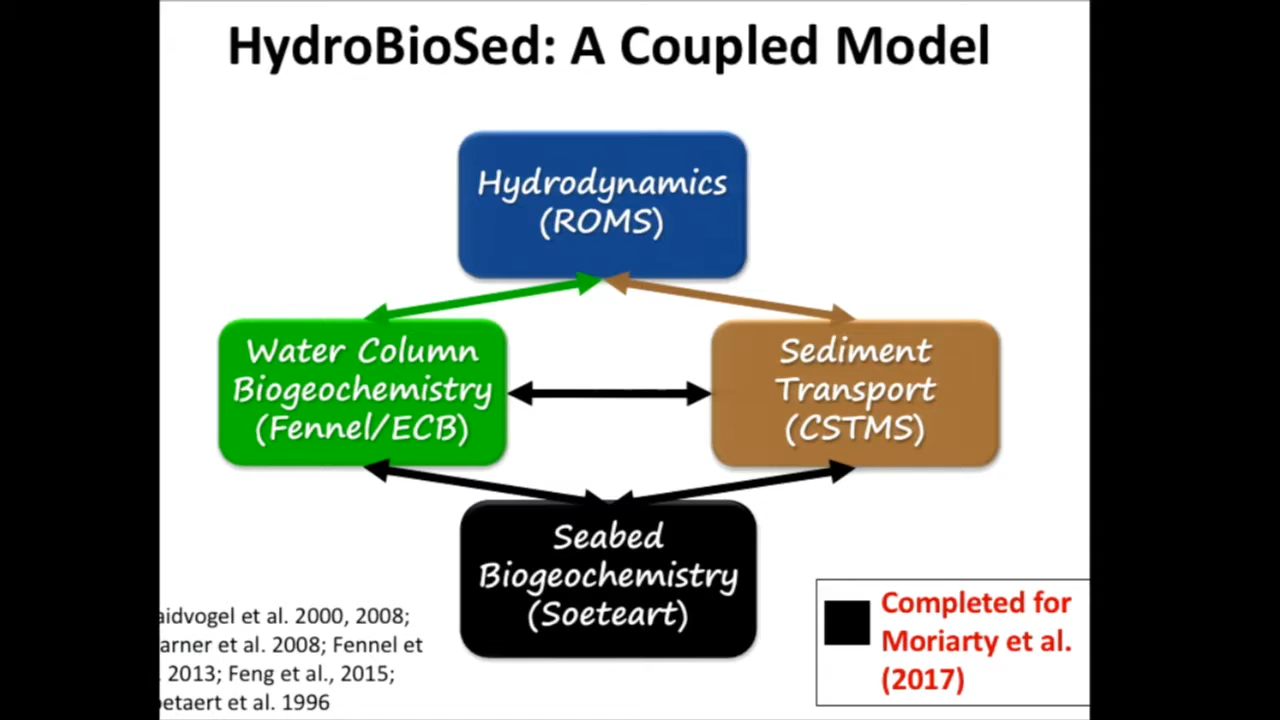 HydroBioSed: A Coupled Model
Hydrodynamics
(ROMS)
Water Column
Biogeochemistry
(Fennel/ECB)
Sediment
Transport
(CSTMS)
Seabed
Biogeochemistry
(Soeteart)
aidvogel et al. 2000, 2008;
arner et al. 2008; Fennel et
. 2013; Feng et al., 2015;
oetaert et al. 1996
Completed for
Moriarty et al.
(2017)